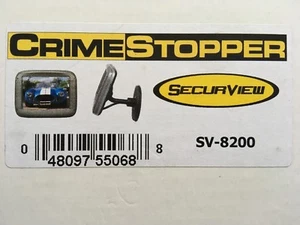 CRIMESTOPPER
SECURVIEW
SV-8200
0 48097 55068 8